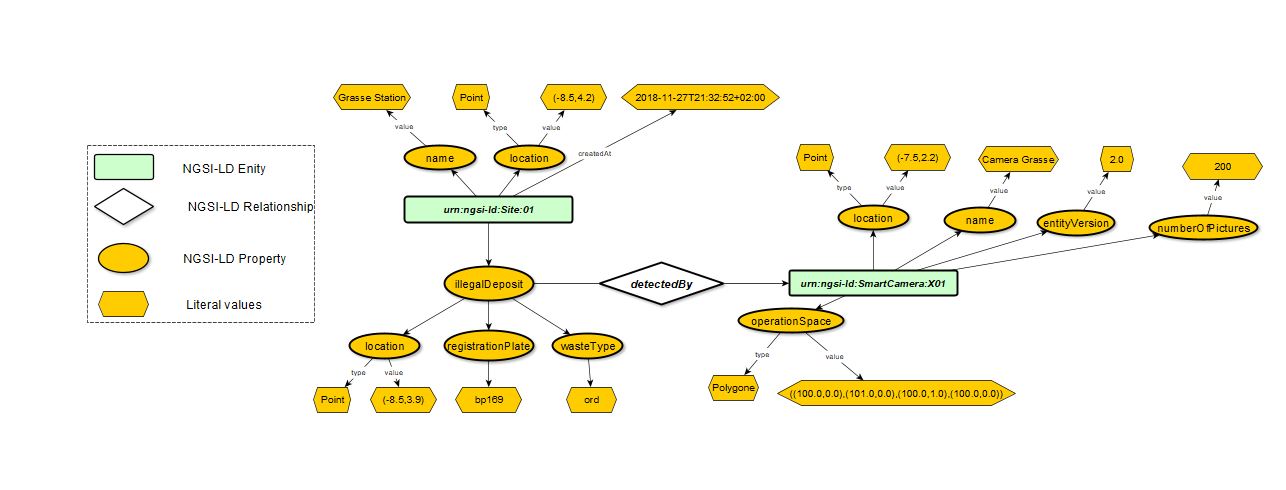 Grasse Station
Point
(-8.5,4.2)
2018-11-27T21:32:52+02:00
value
type
value
createdAt
name
location
urn:ngsi-ld:Site:01
NGSI-LD Enity
NGSI-LD Relationship
NGSI-LD Property
Literal values
Point
(-7.5,2.2)
Camera Grasse
2.0
200
type
value
value
value
value
location
name
entityVersion
numberOfPictures
illegalDeposit
detectedBy
urn:ngsi-ld:SmartCamera:X01
operationSpace
location
registrationPlate
wasteType
type
value
type
value
Point
(-8.5,3.9)
bp169
ord
Polygone
((100.0,0.0),(101.0,0.0),(100.0,1.0),(100.0,0.0))